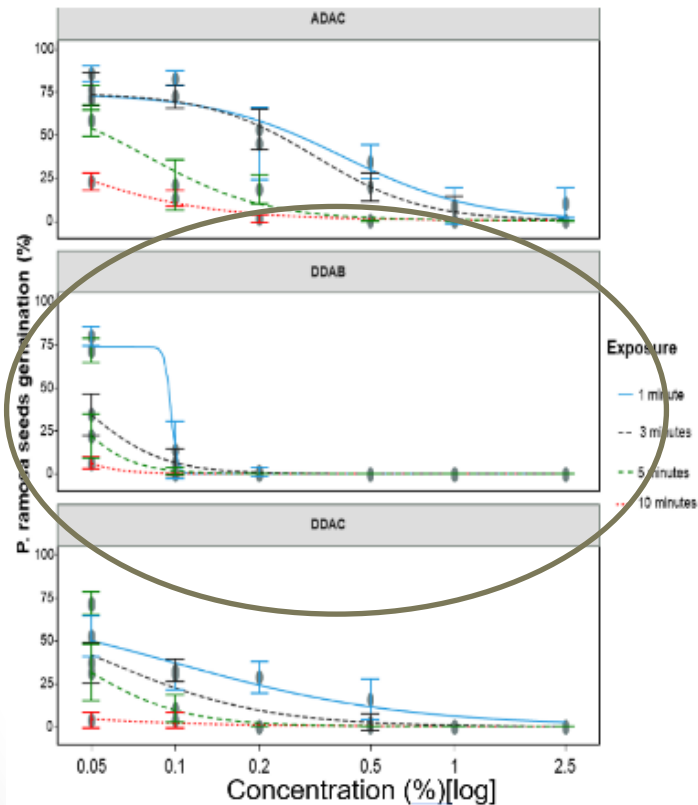 ADAC
100
75
50
25
0
P. ramosa seeds germination (%)
DDAB
100
75
50
25
0
Exposure
1 minute
3 minutes
5 minutes
10 minutes
DDAC
100
75
50
25
0
0.05 0.1 0.2 0.5 1 2.5
Concentration (%)[log]